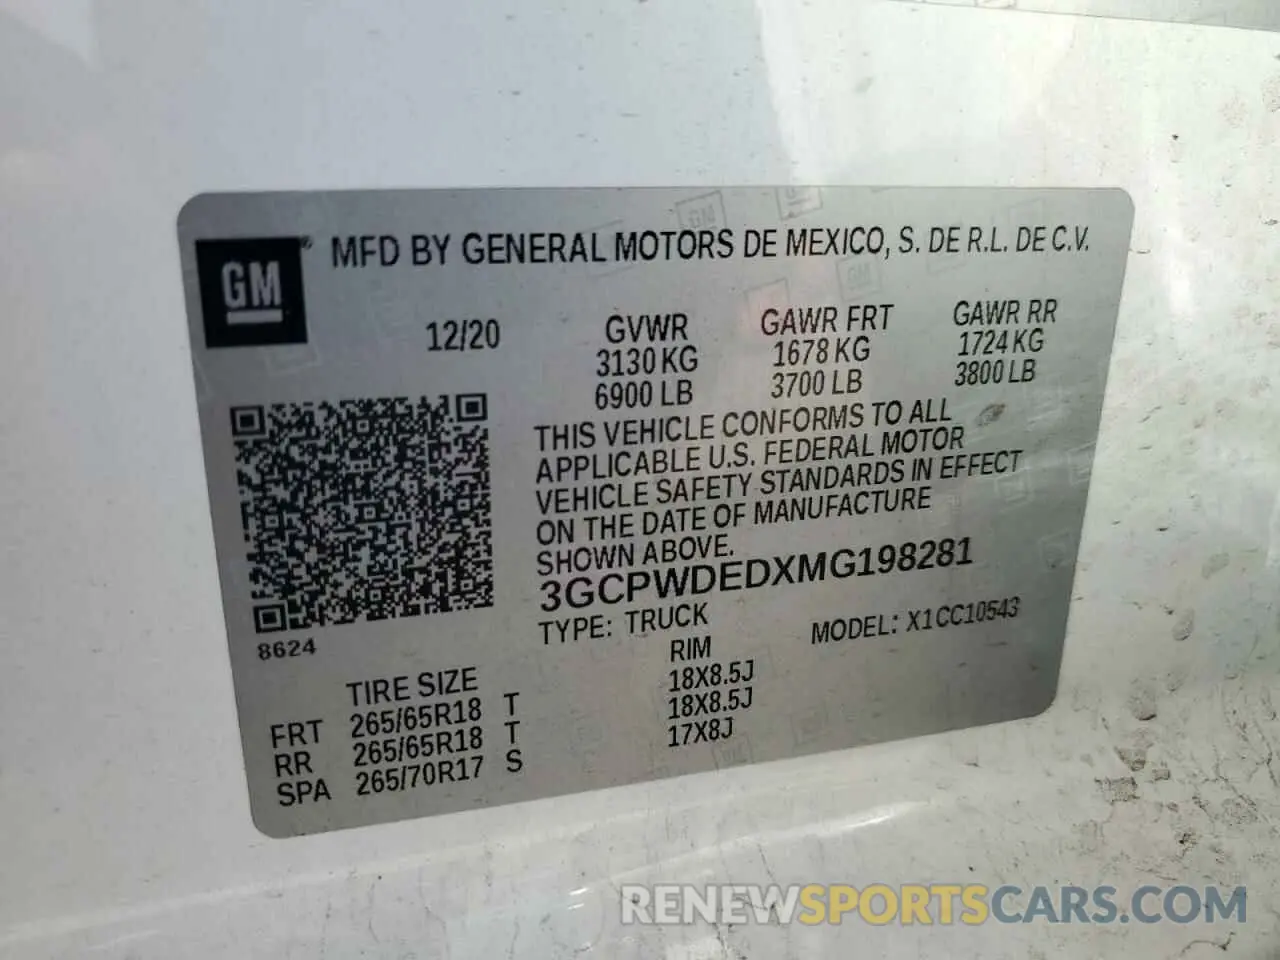 GM
MFD BY GENERAL MOTORS DE MEXICO, S. DE R.L. DE C.V.
12/20
GVWR
3130 KG
6900 LB
GAWR FRT
1678 KG
3700 LB
GAWR RR
1724 KG
3800 LB
THIS VEHICLE CONFORMS TO ALL
APPLICABLE U.S. FEDERAL MOTOR
VEHICLE SAFETY STANDARDS IN EFFECT
ON THE DATE OF MANUFACTURE
SHOWN ABOVE.
3GCPWDEDXMG198281
TYPE: TRUCK
MODEL: X1CC10543
8624
TIRE SIZE
RIM
FRT 265/65R18 T 18X8.5J
RR 265/65R18 T 18X8.5J
SPA 265/70R17 S 17X8J
RENEWSPORTSCARS.COM